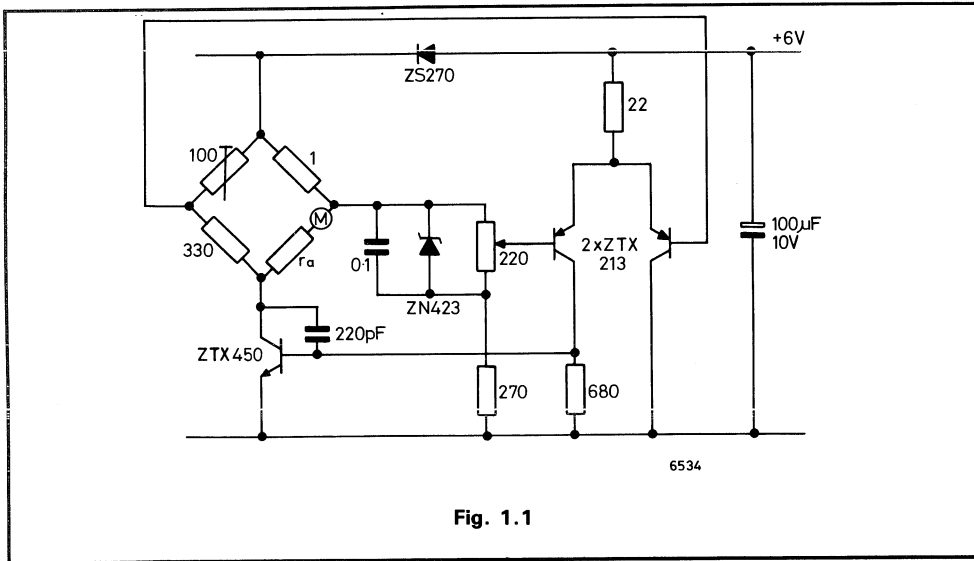 +6V
ZS270
22
100
1
M
100µF
10V
330
ra
0·1
220
2xZTX
213
ZN423
220pF
ZTX450
270
680
6534
Fig. 1.1